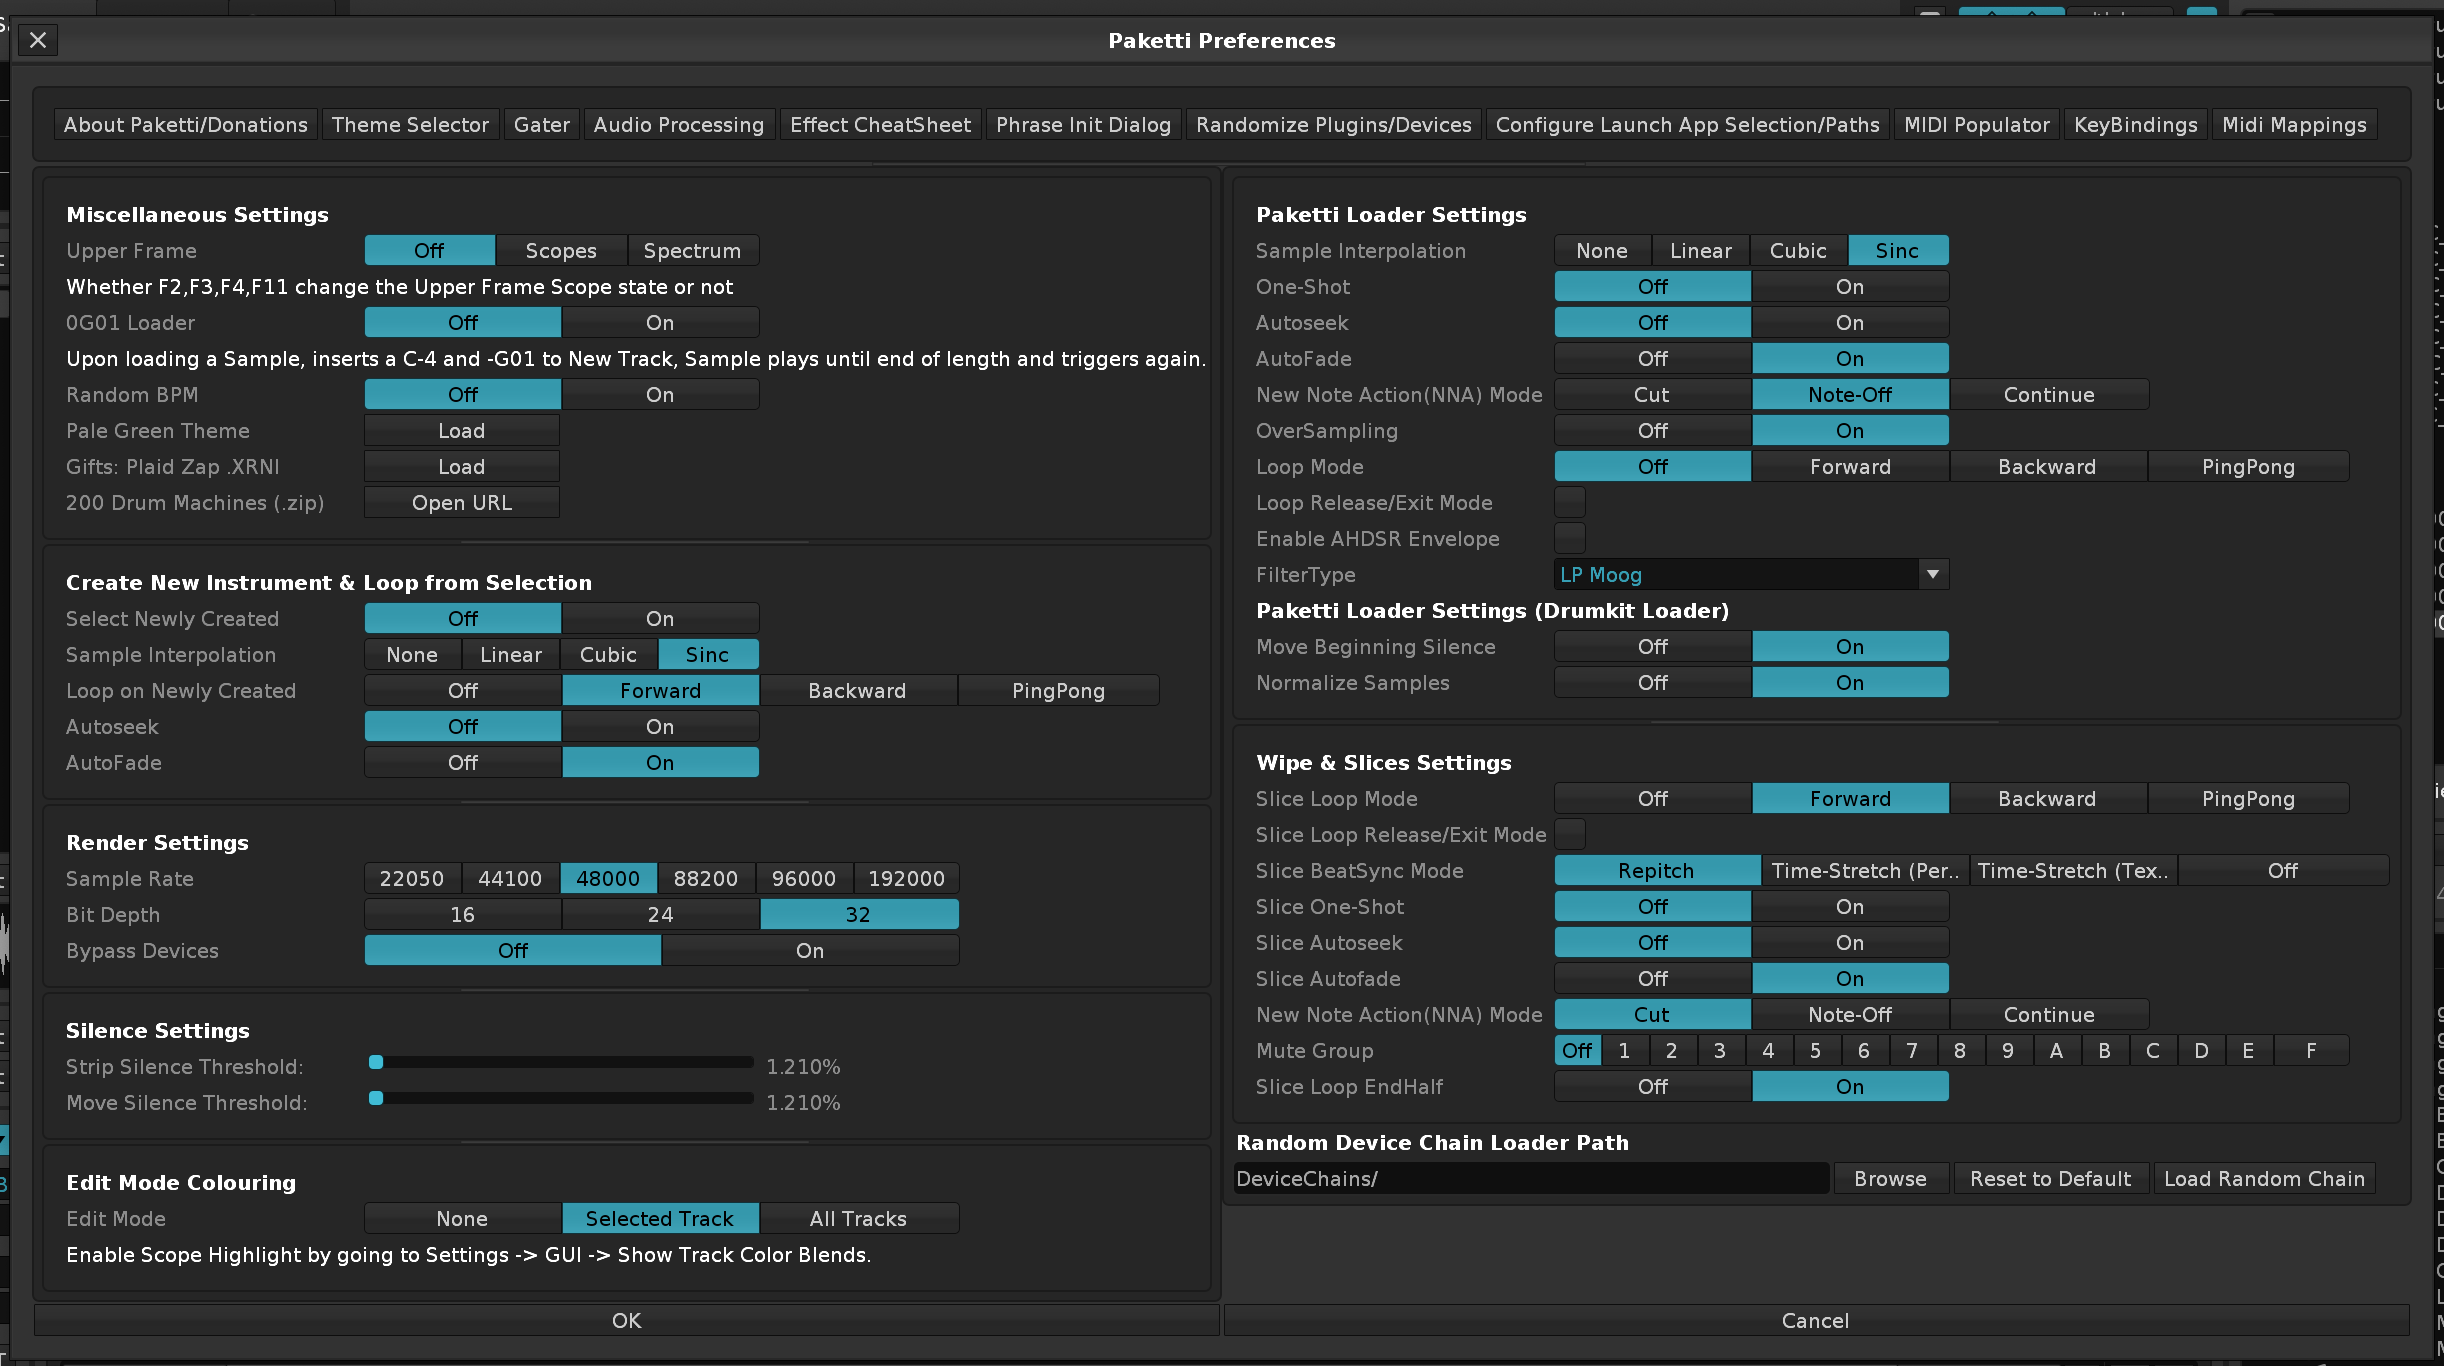 Paketti Preferences
About Paketti/Donations Theme Selector Gater Audio Processing Effect CheatSheet Phrase Init Dialog Randomize Plugins/Devices Configure Launch App Selection/Paths MIDI Populator KeyBindings Midi Mappings
Miscellaneous Settings
Upper Frame Off Scopes Spectrum
Whether F2,F3,F4,F11 change the Upper Frame Scope state or not
0G01 Loader Off On
Upon loading a Sample, inserts a C-4 and -G01 to New Track, Sample plays until end of length and triggers again.
Random BPM Off On
Pale Green Theme Load
Gifts: Plaid Zap .XRNI Load
200 Drum Machines (.zip) Open URL
Create New Instrument & Loop from Selection
Select Newly Created Off On
Sample Interpolation None Linear Cubic Sinc
Loop on Newly Created Off Forward Backward PingPong
Autoseek Off On
AutoFade Off On
Render Settings
Sample Rate 22050 44100 48000 88200 96000 192000
Bit Depth 16 24 32
Bypass Devices Off On
Silence Settings
Strip Silence Threshold: 1.210%
Move Silence Threshold: 1.210%
Edit Mode Colouring
Edit Mode None Selected Track All Tracks
Enable Scope Highlight by going to Settings -> GUI -> Show Track Color Blends.
Paketti Loader Settings
Sample Interpolation None Linear Cubic Sinc
One-Shot Off On
Autoseek Off On
AutoFade Off On
New Note Action(NNA) Mode Cut Note-Off Continue
OverSampling Off On
Loop Mode Off Forward Backward PingPong
Loop Release/Exit Mode
Enable AHDSR Envelope
FilterType LP Moog
Paketti Loader Settings (Drumkit Loader)
Move Beginning Silence Off On
Normalize Samples Off On
Wipe & Slices Settings
Slice Loop Mode Off Forward Backward PingPong
Slice Loop Release/Exit Mode
Slice BeatSync Mode Repitch Time-Stretch (Per.. Time-Stretch (Tex.. Off
Slice One-Shot Off On
Slice Autoseek Off On
Slice Autofade Off On
New Note Action(NNA) Mode Cut Note-Off Continue
Mute Group Off 1 2 3 4 5 6 7 8 9 A B C D E F
Slice Loop EndHalf Off On
Random Device Chain Loader Path
DeviceChains/ Browse Reset to Default Load Random Chain
OK Cancel